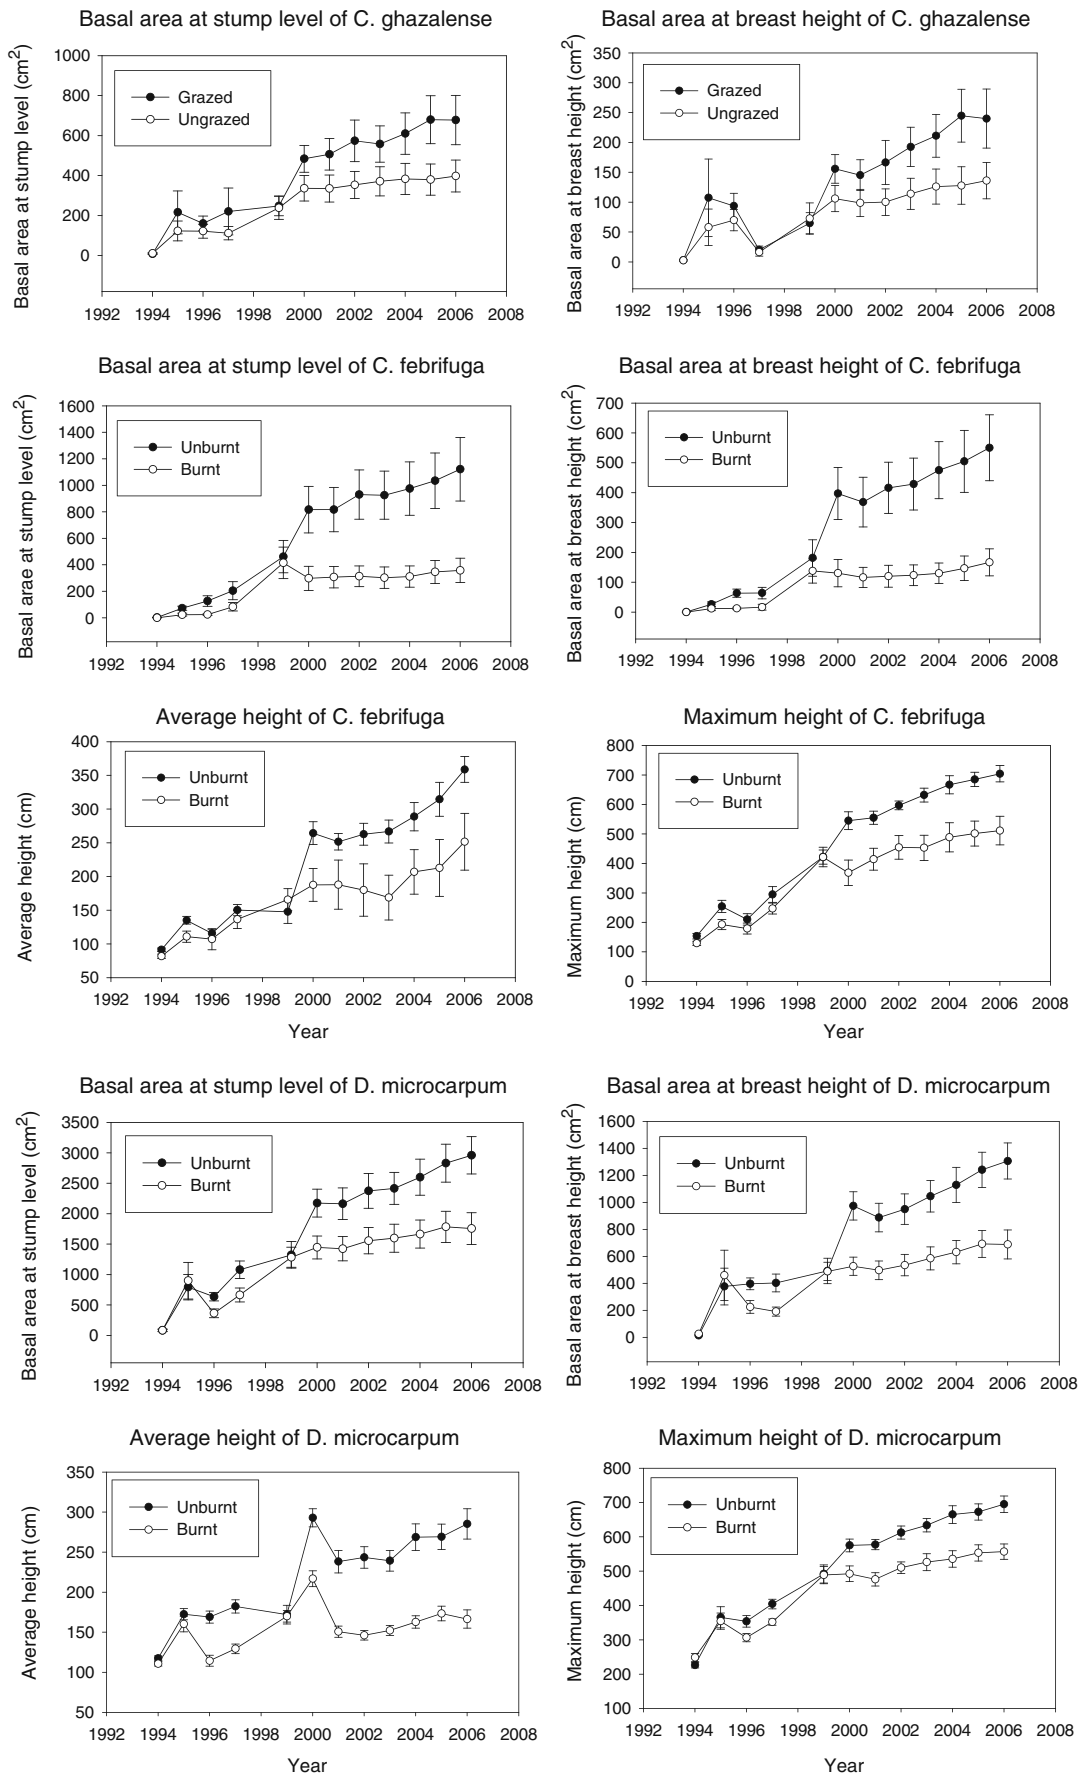 Basal area at stump level of C. ghazalense
Basal area at stump level (cm²)
1000
800
600
400
200
0
Grazed
Ungrazed
1992 1994 1996 1998 2000 2002 2004 2006 2008
Basal area at breast height of C. ghazalense
Basal area at breast height (cm²)
350
300
250
200
150
100
50
0
Grazed
Ungrazed
1992 1994 1996 1998 2000 2002 2004 2006 2008
Basal area at stump level of C. febrifuga
Basal arae at stump level (cm²)
1600
1400
1200
1000
800
600
400
200
0
Unburnt
Burnt
1992 1994 1996 1998 2000 2002 2004 2006 2008
Basal area at breast height of C. febrifuga
Basal area at breast height (cm²)
700
600
500
400
300
200
100
0
Unburnt
Burnt
1992 1994 1996 1998 2000 2002 2004 2006 2008
Average height of C. febrifuga
Average height (cm)
400
350
300
250
200
150
100
50
Unburnt
Burnt
1992 1994 1996 1998 2000 2002 2004 2006 2008
Year
Maximum height of C. febrifuga
Maximum height (cm)
800
700
600
500
400
300
200
100
0
Unburnt
Burnt
1992 1994 1996 1998 2000 2002 2004 2006 2008
Year
Basal area at stump level of D. microcarpum
Basal area at stump level (cm²)
3500
3000
2500
2000
1500
1000
500
0
Unburnt
Burnt
1992 1994 1996 1998 2000 2002 2004 2006 2008
Basal area at breast height of D. microcarpum
Basal area at breast height (cm²)
1600
1400
1200
1000
800
600
400
200
0
Unburnt
Burnt
1992 1994 1996 1998 2000 2002 2004 2006 2008
Average height of D. microcarpum
Average height (cm)
350
300
250
200
150
100
50
Unburnt
Burnt
1992 1994 1996 1998 2000 2002 2004 2006 2008
Year
Maximum height of D. microcarpum
Maximum height (cm)
800
700
600
500
400
300
200
100
Unburnt
Burnt
1992 1994 1996 1998 2000 2002 2004 2006 2008
Year